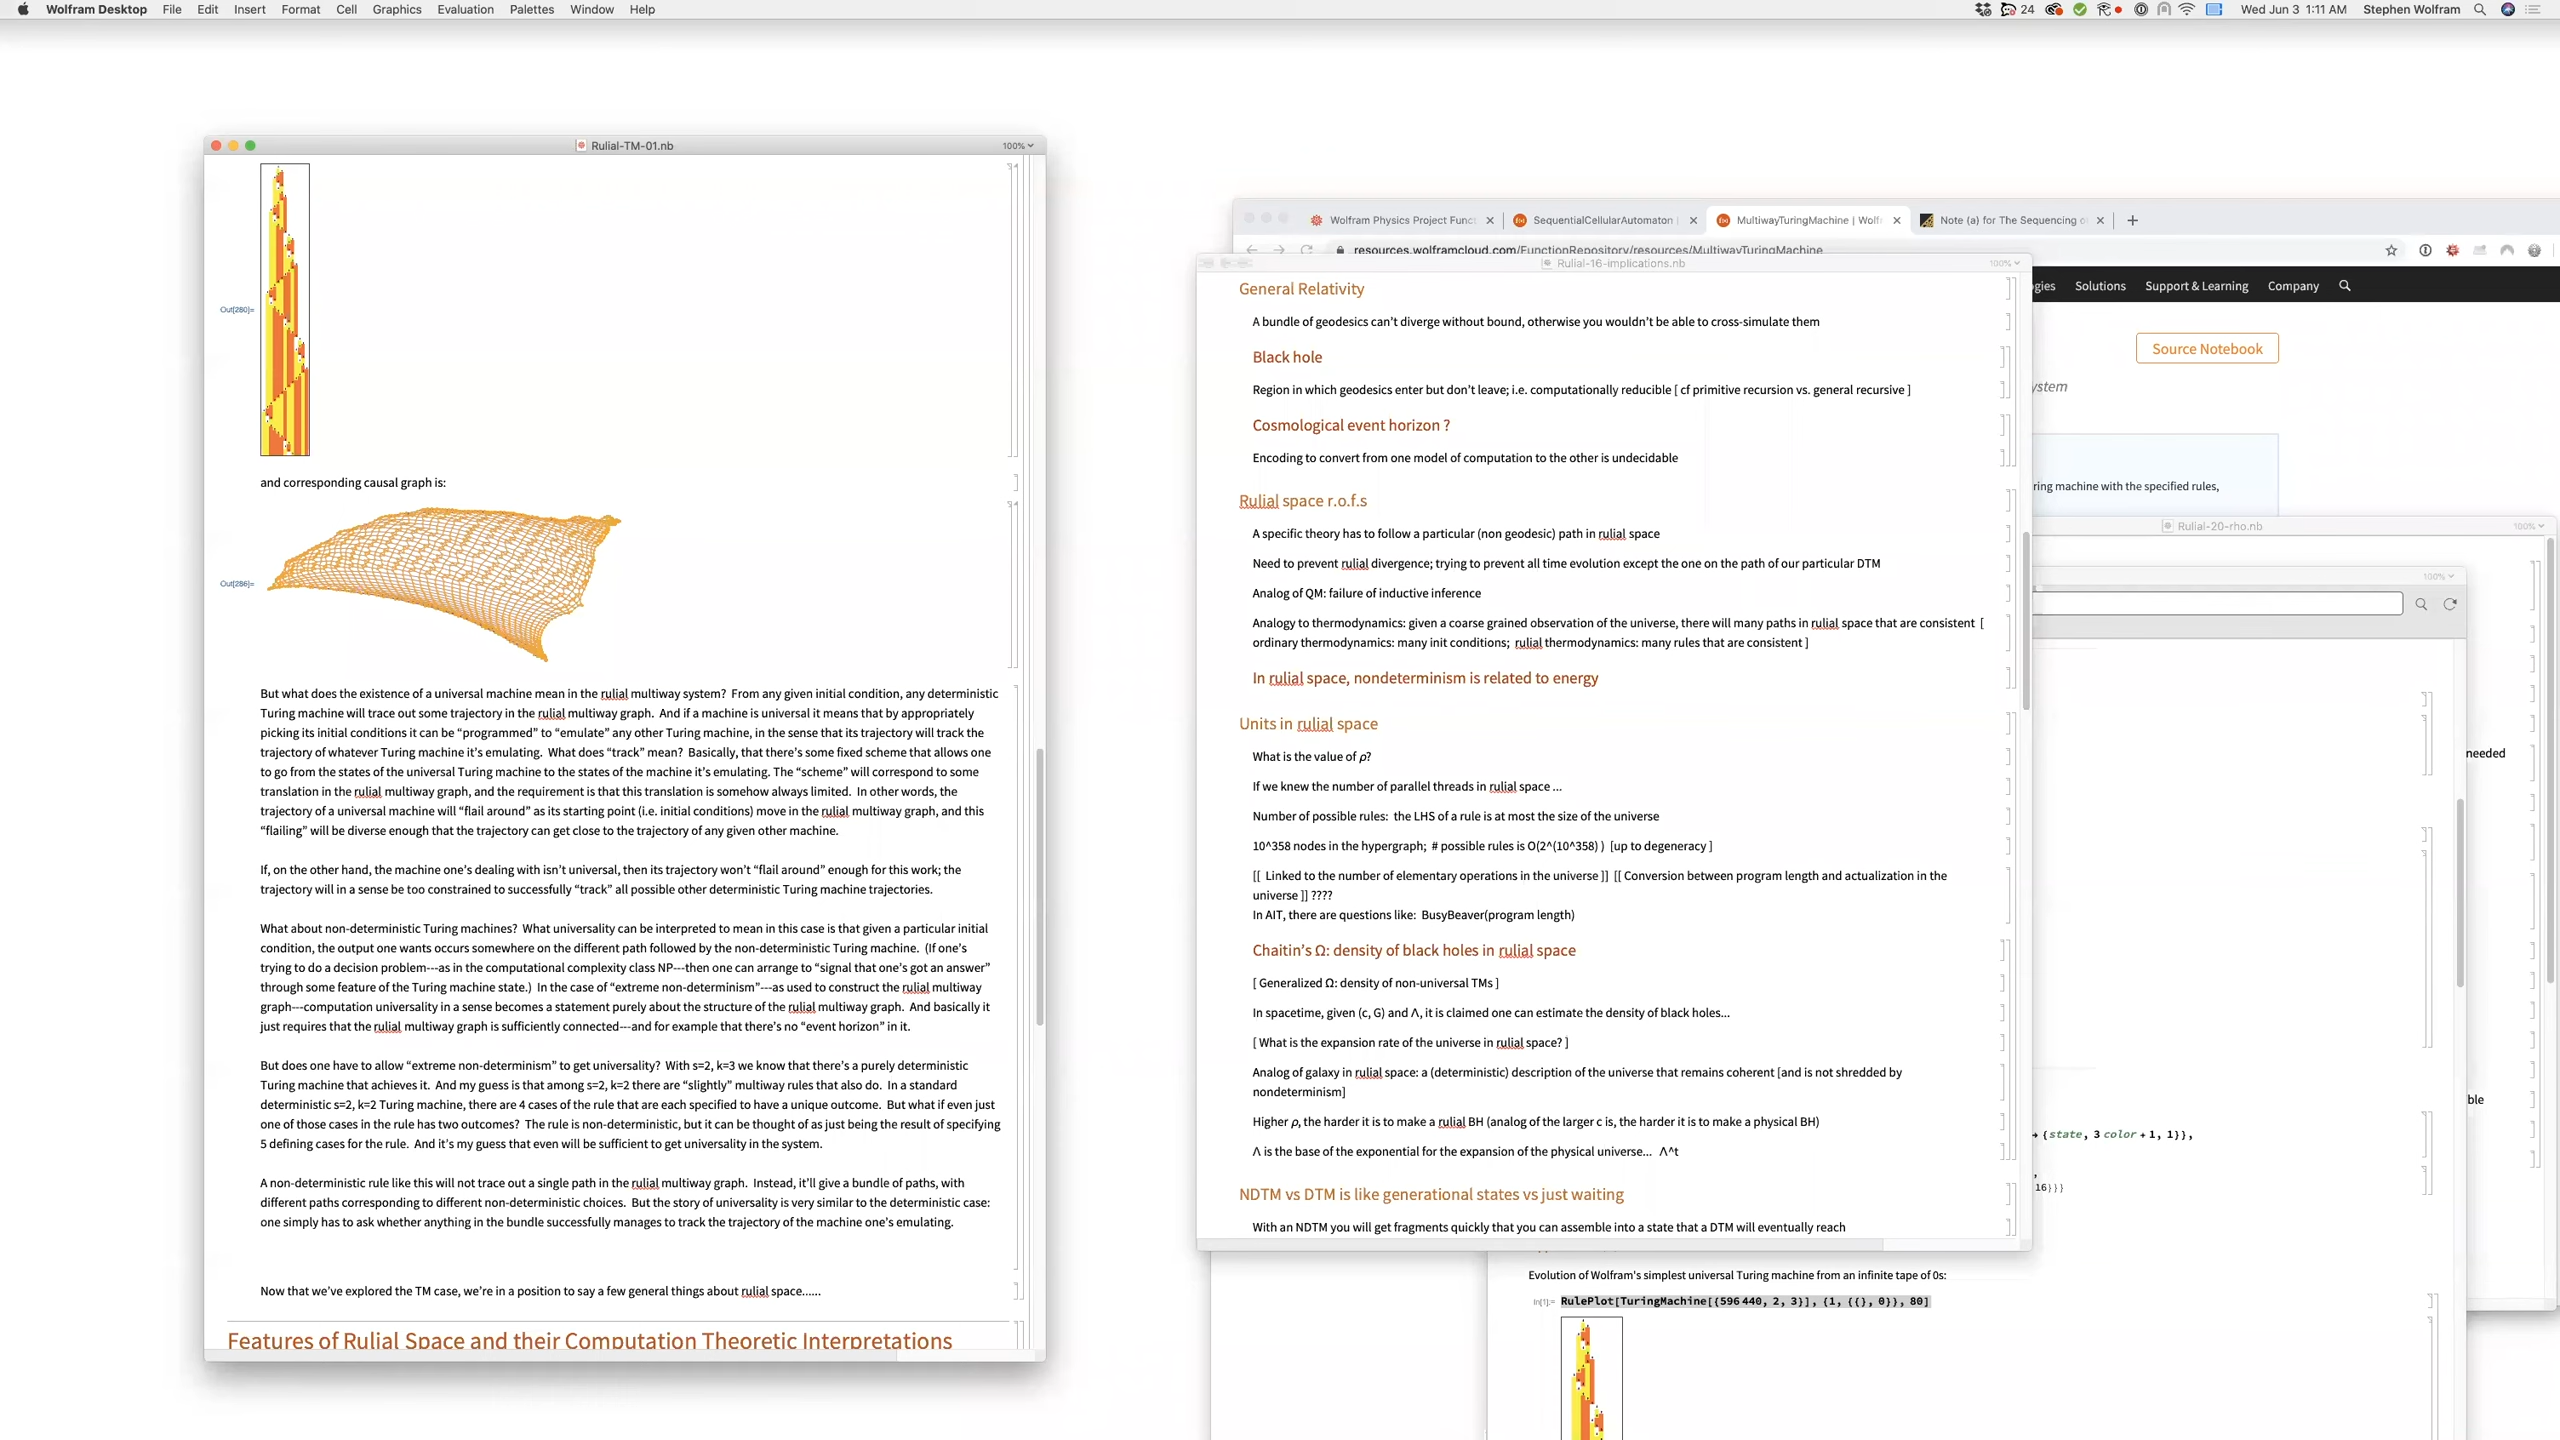 Wolfram Desktop File Edit Insert Format Cell Graphics Evaluation Palettes Window Help
24 Wed Jun 3 1:11 AM Stephen Wolfram
Rulial-TM-01.nb
100%
Out[280]=
and corresponding causal graph is:
Out[286]=
But what does the existence of a universal machine mean in the rulial multiway system? From any given initial condition, any deterministic
Turing machine will trace out some trajectory in the rulial multiway graph. And if a machine is universal it means that by appropriately
picking its initial conditions it can be “programmed” to “emulate” any other Turing machine, in the sense that its trajectory will track the
trajectory of whatever Turing machine it’s emulating. What does “track” mean? Basically, that there’s some fixed scheme that allows one
to go from the states of the universal Turing machine to the states of the machine it’s emulating. The “scheme” will correspond to some
translation in the rulial multiway graph, and the requirement is that this translation is somehow always limited. In other words, the
trajectory of a universal machine will “flail around” as its starting point (i.e. initial conditions) move in the rulial multiway graph, and this
“flailing” will be diverse enough that the trajectory can get close to the trajectory of any given other machine.
If, on the other hand, the machine one’s dealing with isn’t universal, then its trajectory won’t “flail around” enough for this work; the
trajectory will in a sense be too constrained to successfully “track” all possible other deterministic Turing machine trajectories.
What about non-deterministic Turing machines? What universality can be interpreted to mean in this case is that given a particular initial
condition, the output one wants occurs somewhere on the different path followed by the non-deterministic Turing machine. (If one’s
trying to do a decision problem---as in the computational complexity class NP---then one can arrange to “signal that one’s got an answer”
through some feature of the Turing machine state.) In the case of “extreme non-determinism”---as used to construct the rulial multiway
graph---computation universality in a sense becomes a statement purely about the structure of the rulial multiway graph. And basically it
just requires that the rulial multiway graph is sufficiently connected---and for example that there’s no “event horizon” in it.
But does one have to allow “extreme non-determinism” to get universality? With s=2, k=3 we know that there’s a purely deterministic
Turing machine that achieves it. And my guess is that among s=2, k=2 there are “slightly” multiway rules that also do. In a standard
deterministic s=2, k=2 Turing machine, there are 4 cases of the rule that are each specified to have a unique outcome. But what if even just
one of those cases in the rule has two outcomes? The rule is non-deterministic, but it can be thought of as just being the result of specifying
5 defining cases for the rule. And it’s my guess that even will be sufficient to get universality in the system.
A non-deterministic rule like this will not trace out a single path in the rulial multiway graph. Instead, it’ll give a bundle of paths, with
different paths corresponding to different non-deterministic choices. But the story of universality is very similar to the deterministic case:
one simply has to ask whether anything in the bundle successfully manages to track the trajectory of the machine one’s emulating.
Now that we’ve explored the TM case, we’re in a position to say a few general things about rulial space......
Features of Rulial Space and their Computation Theoretic Interpretations
Wolfram Physics Project Funct SequentialCellularAutomaton | MultiwayTuringMachine | Wolf Note (a) for The Sequencing o
resources.wolframcloud.com/FunctionRepository/resources/MultiwayTuringMachine
Rulial-16-implications.nb
100%
General Relativity
A bundle of geodesics can’t diverge without bound, otherwise you wouldn’t be able to cross-simulate them
Black hole
Region in which geodesics enter but don’t leave; i.e. computationally reducible [ cf primitive recursion vs. general recursive ]
Cosmological event horizon ?
Encoding to convert from one model of computation to the other is undecidable
Rulial space r.o.f.s
A specific theory has to follow a particular (non geodesic) path in rulial space
Need to prevent rulial divergence; trying to prevent all time evolution except the one on the path of our particular DTM
Analog of QM: failure of inductive inference
Analogy to thermodynamics: given a coarse grained observation of the universe, there will many paths in rulial space that are consistent [
ordinary thermodynamics: many init conditions; rulial thermodynamics: many rules that are consistent ]
In rulial space, nondeterminism is related to energy
Units in rulial space
What is the value of ρ?
If we knew the number of parallel threads in rulial space ...
Number of possible rules: the LHS of a rule is at most the size of the universe
10^358 nodes in the hypergraph; # possible rules is O(2^(10^358) ) [up to degeneracy ]
[[ Linked to the number of elementary operations in the universe ]] [[ Conversion between program length and actualization in the
universe ]] ????
In AIT, there are questions like: BusyBeaver(program length)
Chaitin’s Ω: density of black holes in rulial space
[ Generalized Ω: density of non-universal TMs ]
In spacetime, given (c, G) and Λ, it is claimed one can estimate the density of black holes...
[ What is the expansion rate of the universe in rulial space? ]
Analog of galaxy in rulial space: a (deterministic) description of the universe that remains coherent [and is not shredded by
nondeterminism]
Higher ρ, the harder it is to make a rulial BH (analog of the larger c is, the harder it is to make a physical BH)
Λ is the base of the exponential for the expansion of the physical universe... Λ^t
NDTM vs DTM is like generational states vs just waiting
With an NDTM you will get fragments quickly that you can assemble into a state that a DTM will eventually reach
gies Solutions Support & Learning Company
Source Notebook
ystem
ring machine with the specified rules,
Rulial-20-rho.nb
100%
100%
needed
ble
{state, 3 color + 1, 1}},
,
16}}}
Evolution of Wolfram's simplest universal Turing machine from an infinite tape of 0s:
In[1]:= RulePlot[TuringMachine[{596 440, 2, 3}], {1, {{}, 0}}, 80]